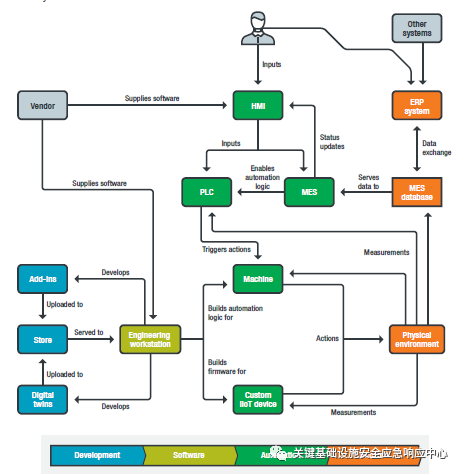 Other
systems
Inputs
Vendor
Supplies software
HMI
ERP
system
Inputs
Status
updates
Data
exchange
Supplies software
PLC
Enables
automation
logic
MES
Serves
data to
MES
database
Triggers actions
Measurements
Add-Ins
Develops
Machine
Uploaded to
Builds automation
logic for
Store
Served to
Engineering
workstation
Actions
Physical
environment
Uploaded to
Builds
firmware for
Digital
twins
Develops
Custom
IIoT device
Measurements
Development
Software
关键基础设施安全应急响应中心